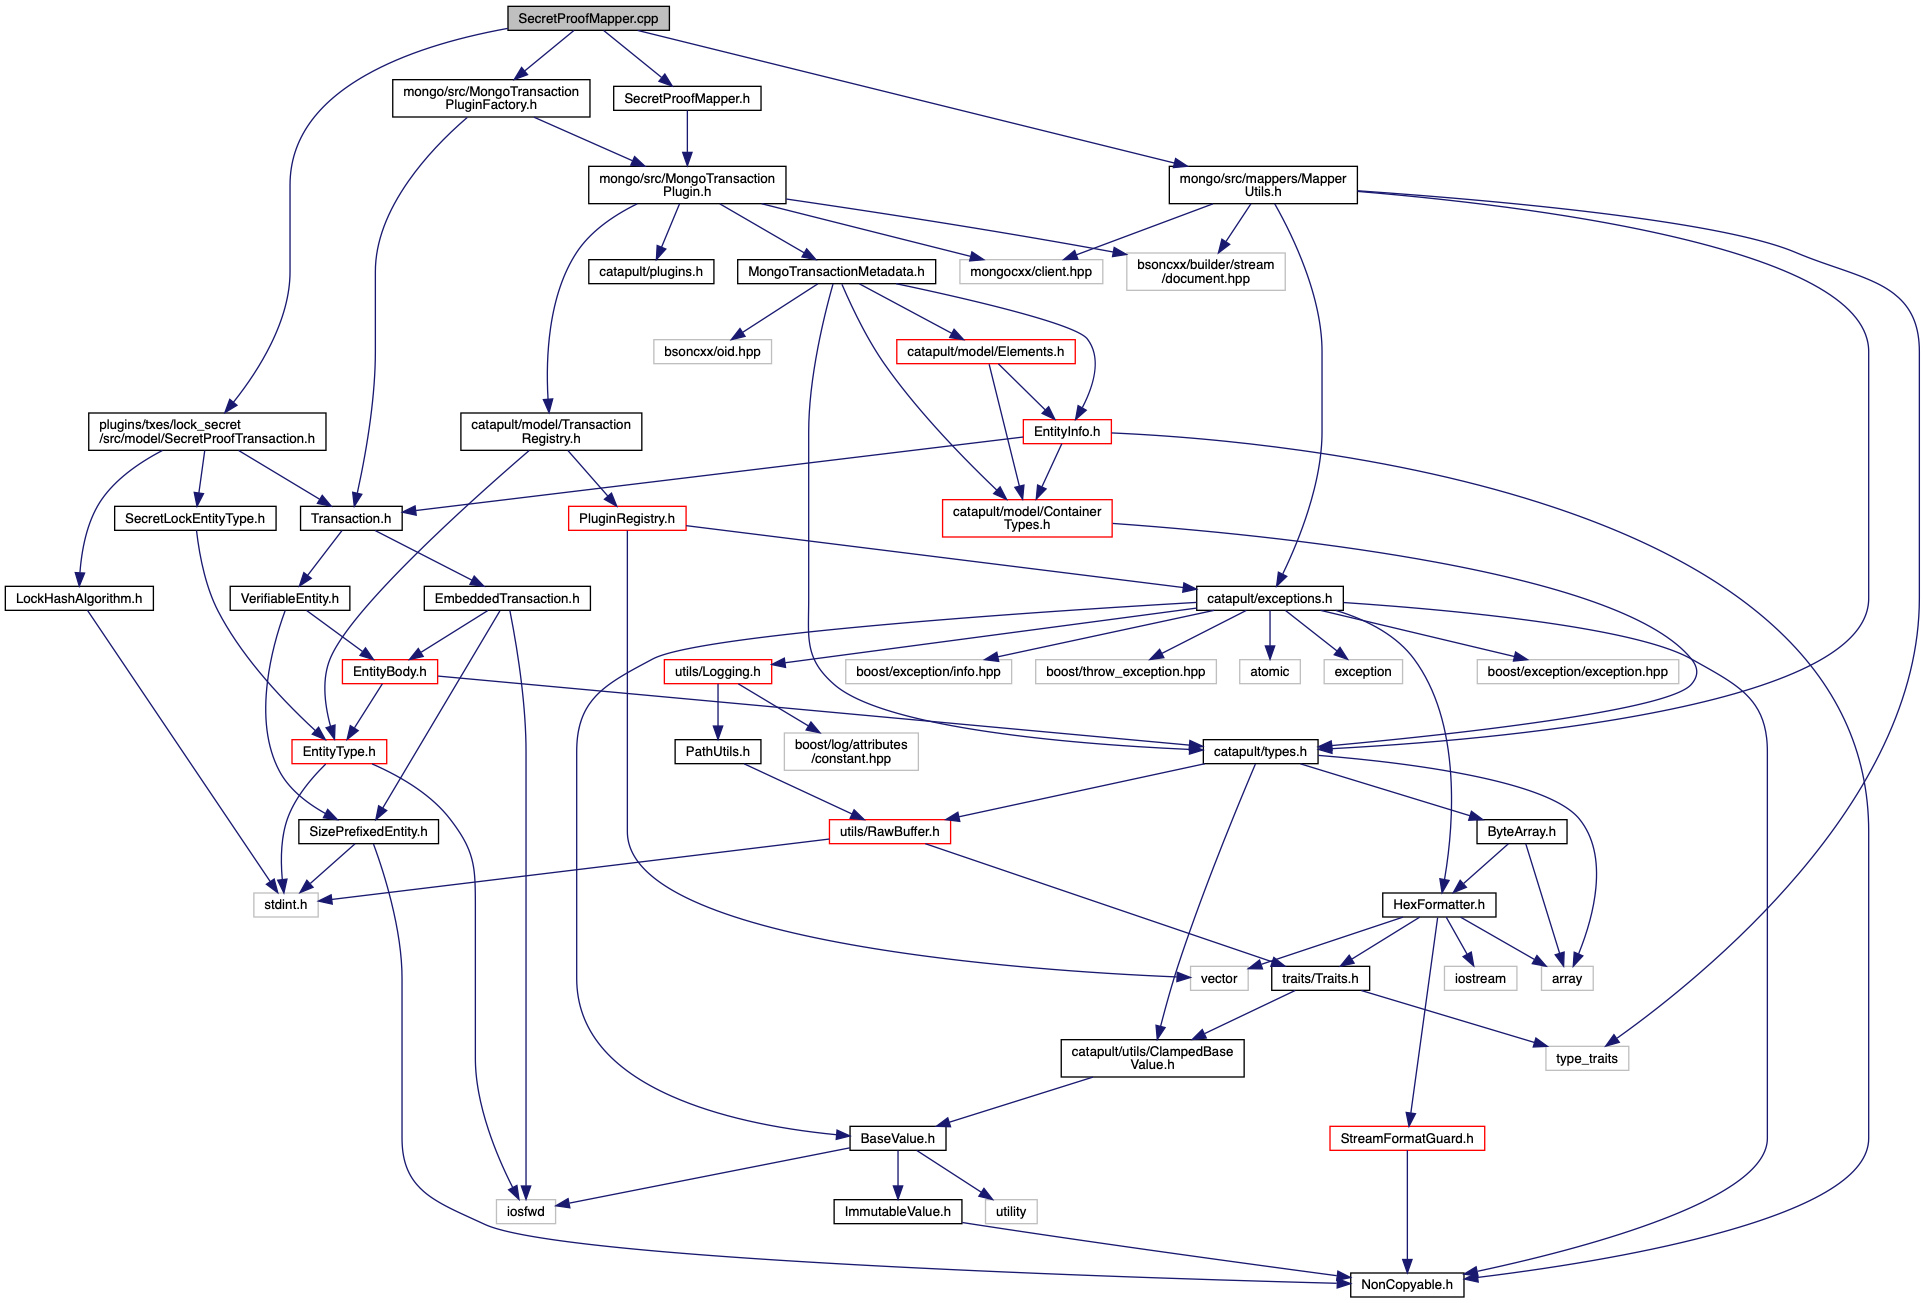 SecretProofMapper.cpp
mongo/src/MongoTransaction
PluginFactory.h
SecretProofMapper.h
mongo/src/MongoTransaction
Plugin.h
mongo/src/mappers/Mapper
Utils.h
catapult/plugins.h
MongoTransactionMetadata.h
mongocxx/client.hpp
bsoncxx/builder/stream
/document.hpp
bsoncxx/oid.hpp
catapult/model/Elements.h
plugins/txes/lock_secret
/src/model/SecretProofTransaction.h
catapult/model/Transaction
Registry.h
EntityInfo.h
SecretLockEntityType.h
Transaction.h
PluginRegistry.h
catapult/model/Container
Types.h
LockHashAlgorithm.h
VerifiableEntity.h
EmbeddedTransaction.h
catapult/exceptions.h
EntityBody.h
utils/Logging.h
boost/exception/info.hpp
boost/throw_exception.hpp
atomic
exception
boost/exception/exception.hpp
EntityType.h
PathUtils.h
boost/log/attributes
/constant.hpp
catapult/types.h
SizePrefixedEntity.h
utils/RawBuffer.h
ByteArray.h
stdint.h
HexFormatter.h
vector
traits/Traits.h
iostream
array
catapult/utils/ClampedBase
Value.h
type_traits
BaseValue.h
StreamFormatGuard.h
iosfwd
ImmutableValue.h
utility
NonCopyable.h